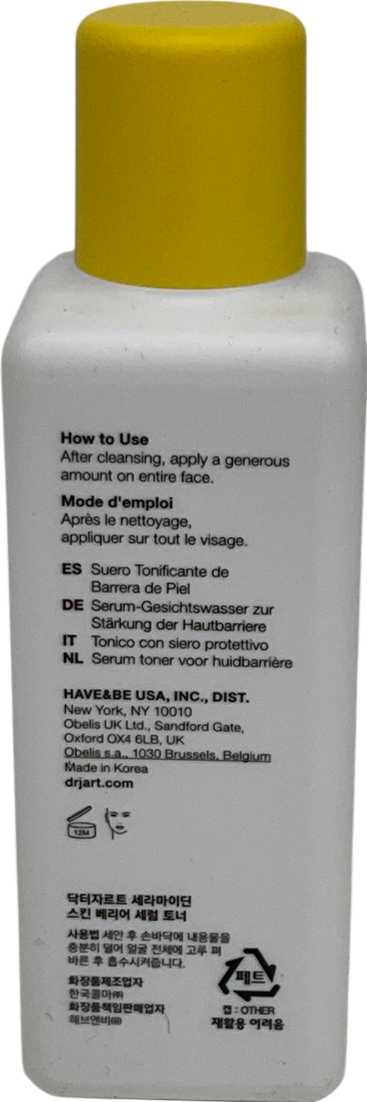 How to Use
After cleansing, apply a generous
amount on entire face.
Mode d'emploi
Après le nettoyage,
appliquer sur tout le visage.
ES Suero Tonificante de
Barrera de Piel
DE Serum-Gesichtswasser zur
Stärkung der Hautbarriere
IT Tonico con siero protettivo
NL Serum toner voor huidbarrière
HAVE&BE USA, INC., DIST.
New York, NY 10010
Obelis UK Ltd., Sandford Gate,
Oxford OX4 6LB, UK
Obelis s.a., 1030 Brussels, Belgium
Made in Korea
drjart.com
12M
닥터자르트 세라마이딘
스킨 베리어 세럼 토너
사용법 세안 후 손바닥에 내용물을
충분히 덜어 얼굴 전체에 고루 펴
바른 후 흡수시켜줍니다.
화장품제조업자
한국콜마㈜
화장품책임판매업자
해브앤비㈜
페트
캡 : OTHER
재활용 어려움